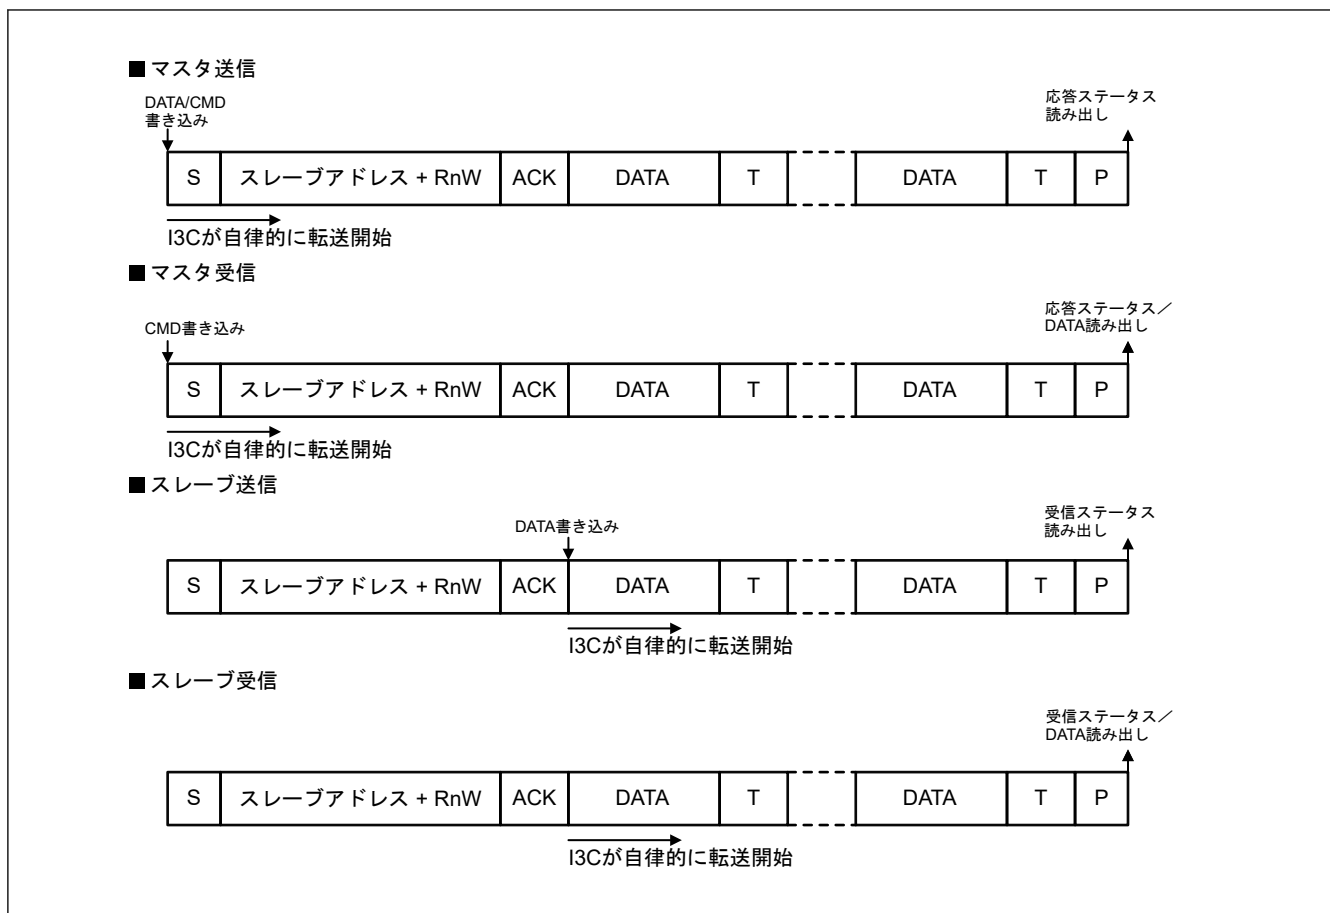 ■ マスタ送信
DATA/CMD
書き込み
応答ステータス
読み出し
S スレーブアドレス + RnW ACK DATA T DATA T P
I3Cが自律的に転送開始
■ マスタ受信
CMD書き込み
応答ステータス／
DATA読み出し
S スレーブアドレス + RnW ACK DATA T DATA T P
I3Cが自律的に転送開始
■ スレーブ送信
DATA書き込み
受信ステータス
読み出し
S スレーブアドレス + RnW ACK DATA T DATA T P
I3Cが自律的に転送開始
■ スレーブ受信
受信ステータス／
DATA読み出し
S スレーブアドレス + RnW ACK DATA T DATA T P
I3Cが自律的に転送開始